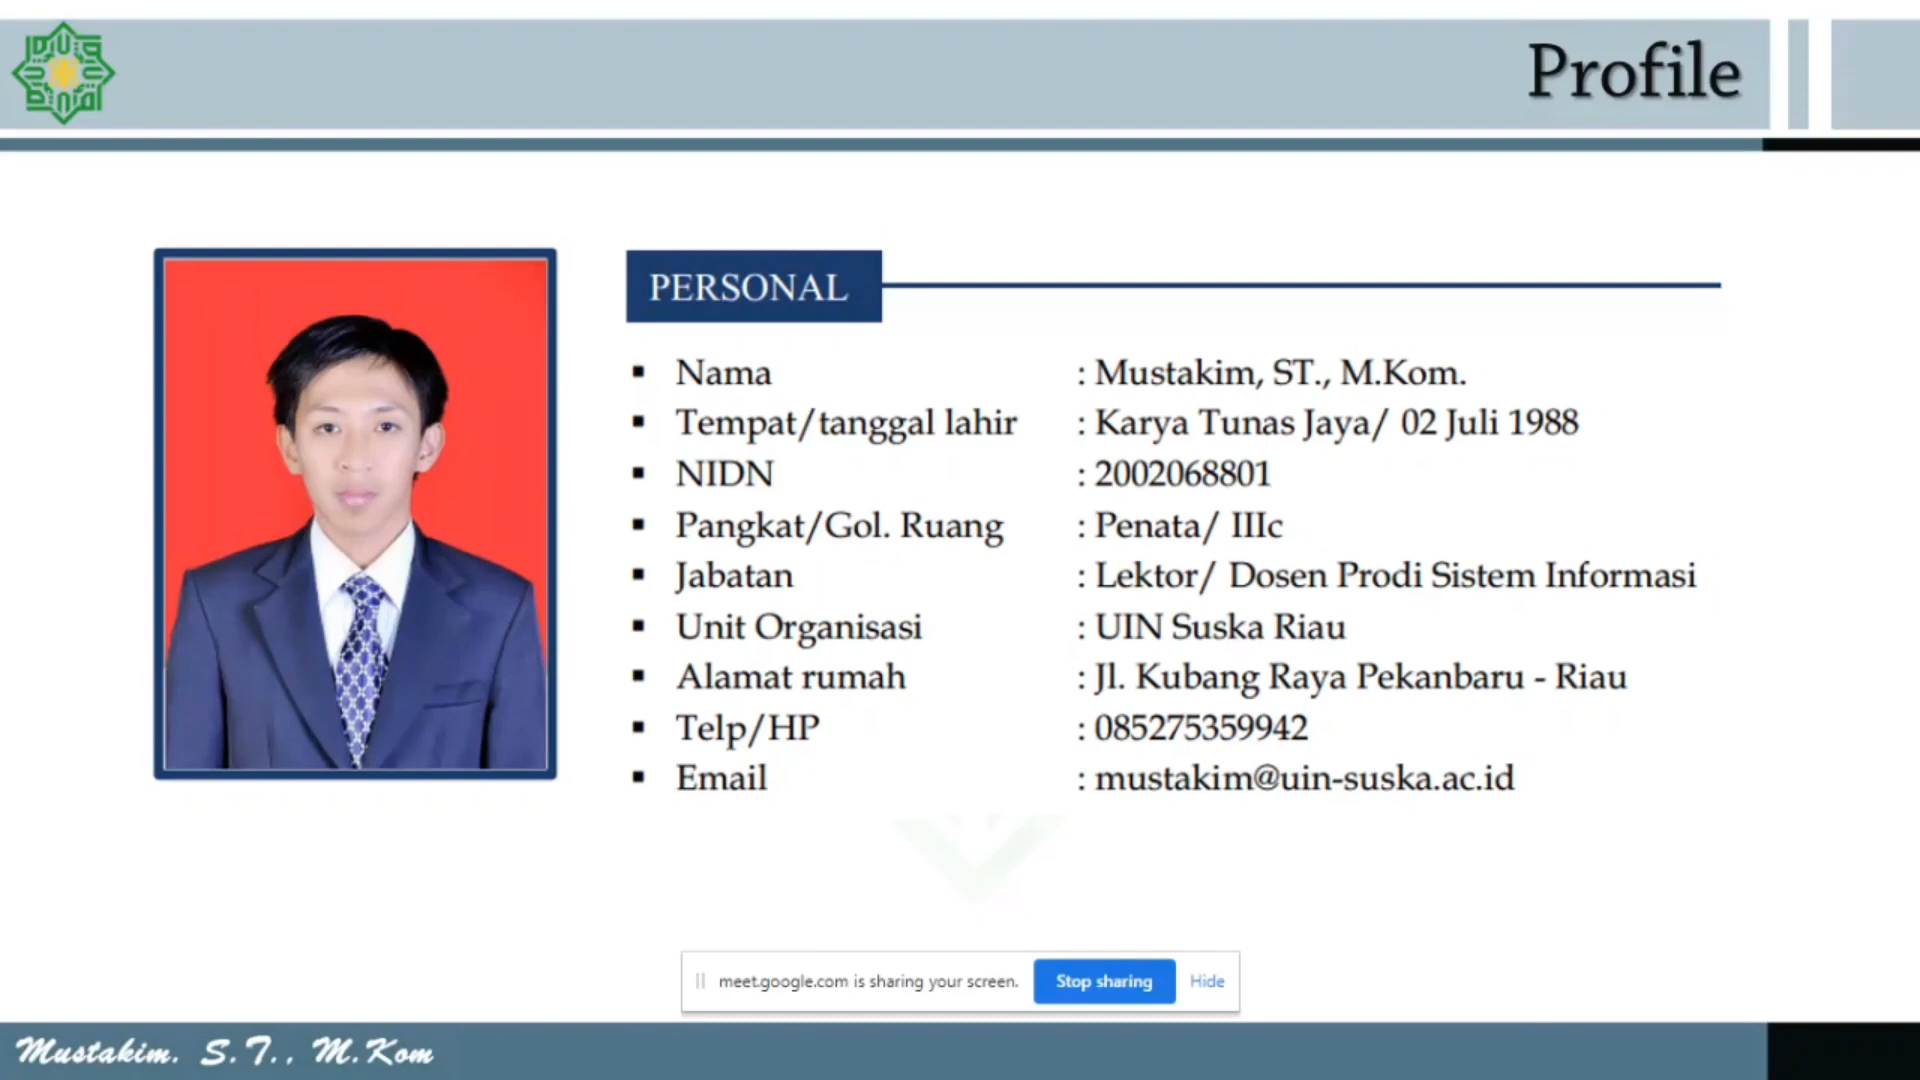 Profile
PERSONAL
▪ Nama : Mustakim, ST., M.Kom.
▪ Tempat/tanggal lahir : Karya Tunas Jaya/ 02 Juli 1988
▪ NIDN : 2002068801
▪ Pangkat/Gol. Ruang : Penata/ IIIc
▪ Jabatan : Lektor/ Dosen Prodi Sistem Informasi
▪ Unit Organisasi : UIN Suska Riau
▪ Alamat rumah : Jl. Kubang Raya Pekanbaru - Riau
▪ Telp/HP : 085275359942
▪ Email : mustakim@uin-suska.ac.id
meet.google.com is sharing your screen. Stop sharing Hide
Mustakim. S.T., M.Kom